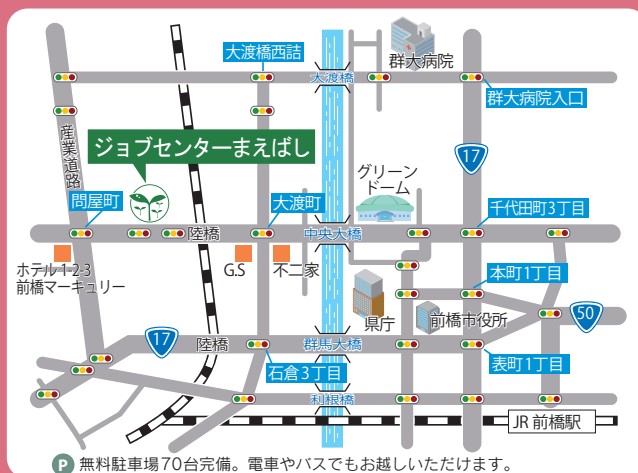 大渡橋西詰
群大病院
大渡橋
群大病院入口
産業道路
17
ジョブセンターまえばし
グリーン
ドーム
問屋町
大渡町
千代田町3丁目
陸橋
中央大橋
ホテル1-2-3
前橋マーキュリー
G.S
不二家
本町1丁目
県庁
前橋市役所
50
17
陸橋
群馬大橋
表町1丁目
石倉3丁目
利根橋
JR前橋駅
P 無料駐車場70台完備。電車やバスでもお越しいただけます。